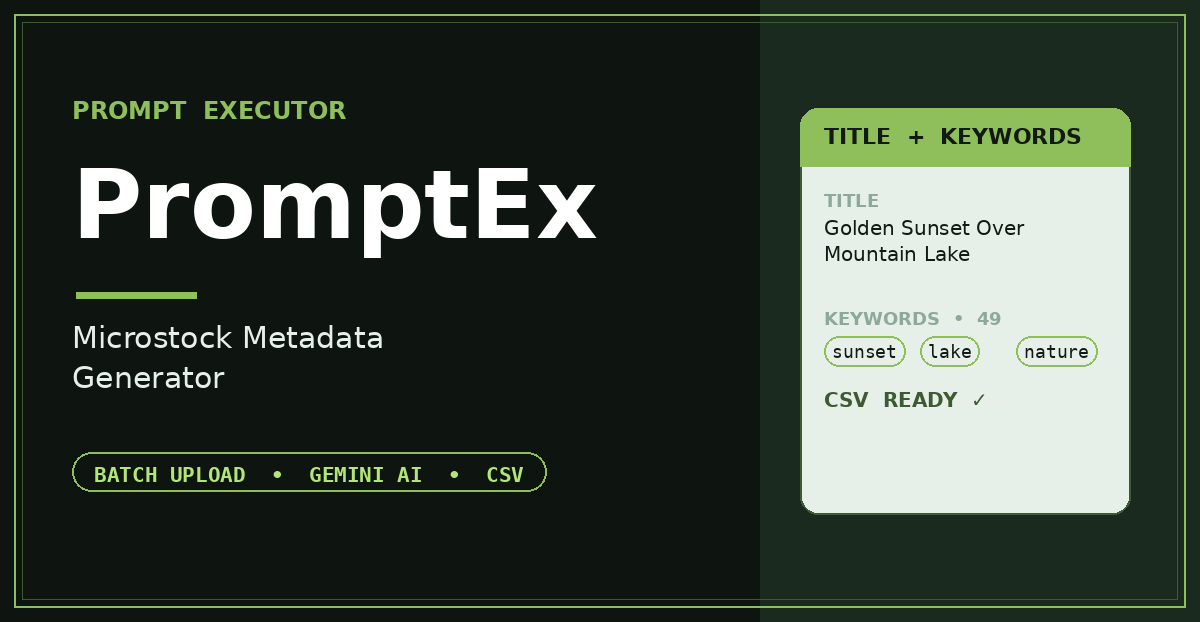 PROMPT EXECUTOR
PromptEx
Microstock Metadata
Generator
BATCH UPLOAD • GEMINI AI • CSV
TITLE + KEYWORDS
TITLE
Golden Sunset Over
Mountain Lake
KEYWORDS • 49
sunset lake nature
CSV READY ✓